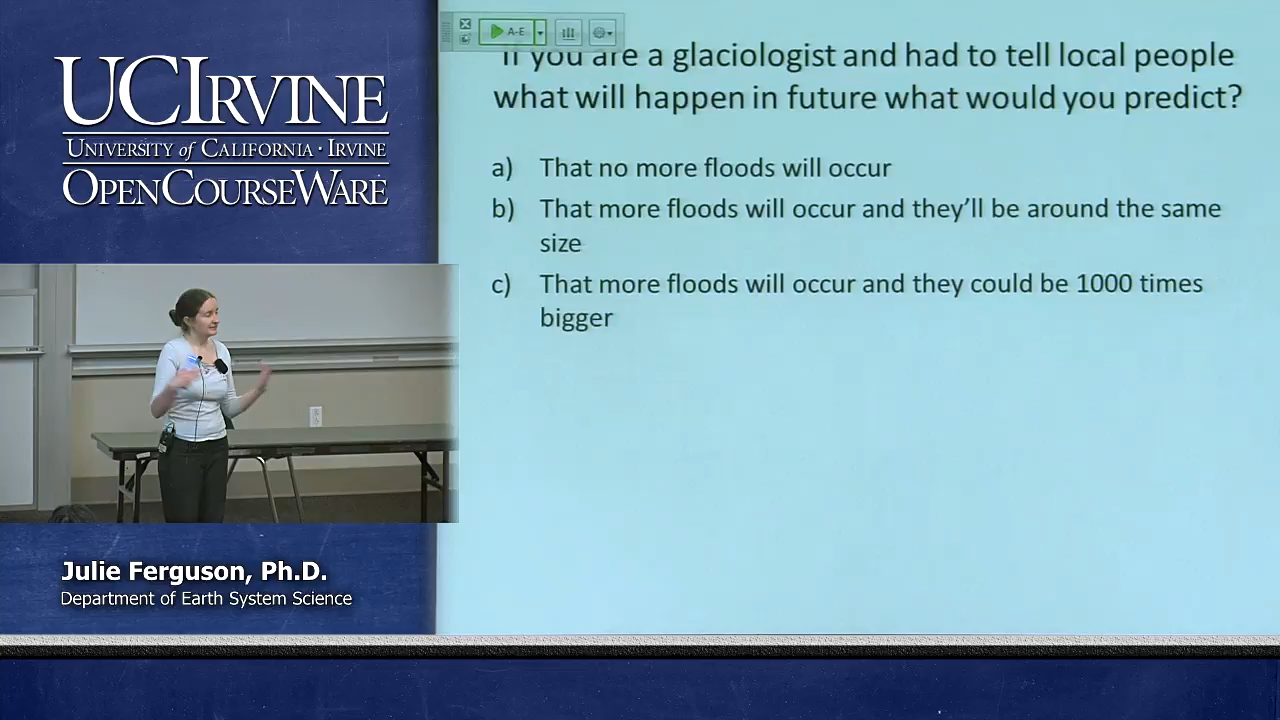 UCIRVINE
UNIVERSITY of CALIFORNIA · IRVINE
OPENCOURSEWARE
A-E
If you are a glaciologist and had to tell local people
what will happen in future what would you predict?
a) That no more floods will occur
b) That more floods will occur and they'll be around the same
size
c) That more floods will occur and they could be 1000 times
bigger
Julie Ferguson, Ph.D.
Department of Earth System Science